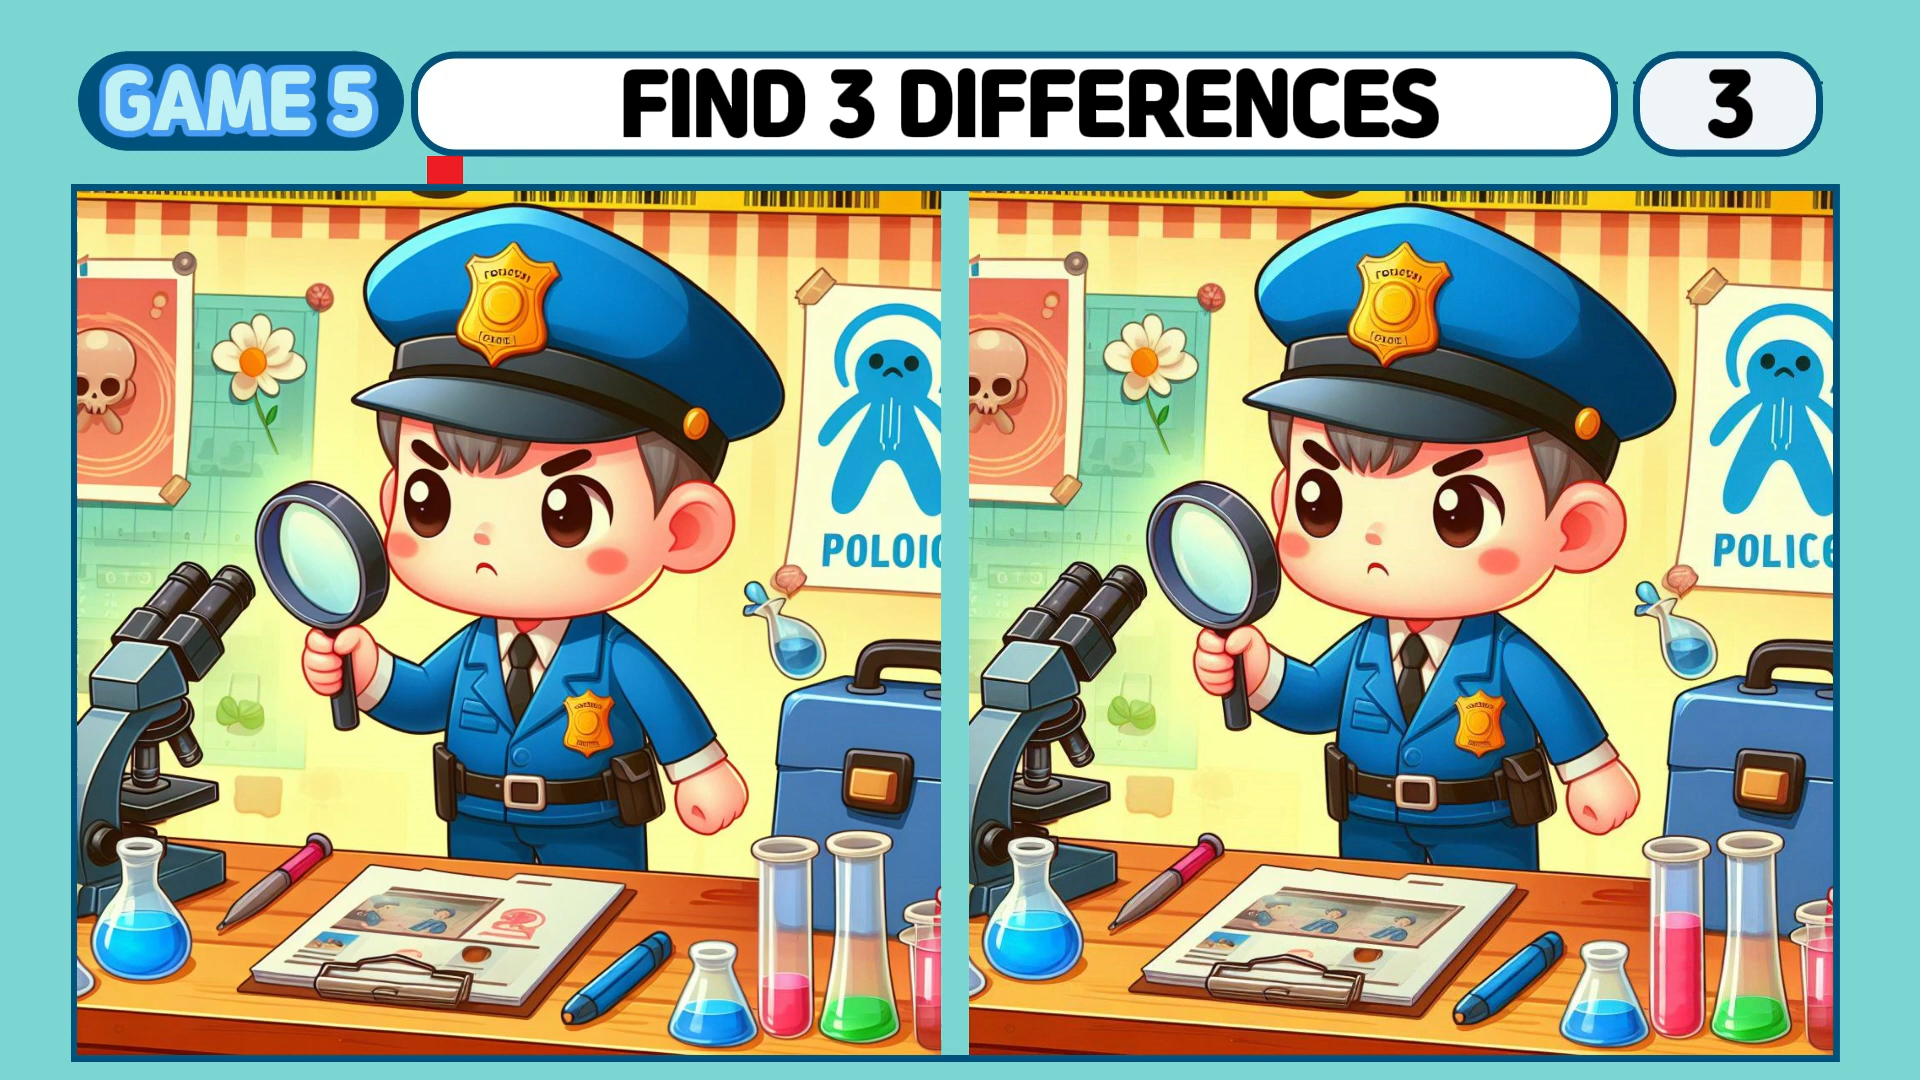 GAME 5
FIND 3 DIFFERENCES
3
POLOIC
POLICE